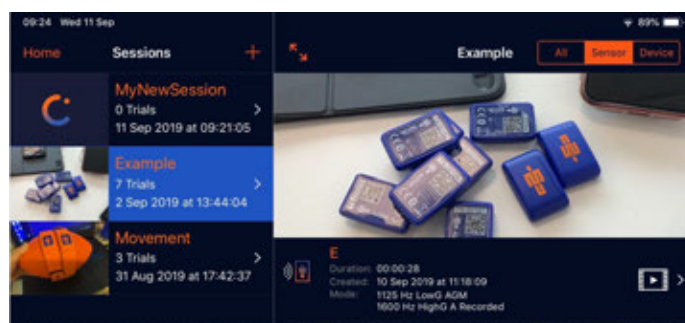 09:24 Wed 11 Sep
89%
Home
Sessions
+
Example
All
Sensor
Device
MyNewSession
0 Trials
11 Sep 2019 at 09:21:05
Example
7 Trials
2 Sep 2019 at 13:44:04
Movement
3 Trials
31 Aug 2019 at 17:42:37
E
Duration: 00:00:28
Created: 10 Sep 2019 at 11:18:09
Mode: 1125 Hz LowG AGM
1600 Hz HighG A Recorded